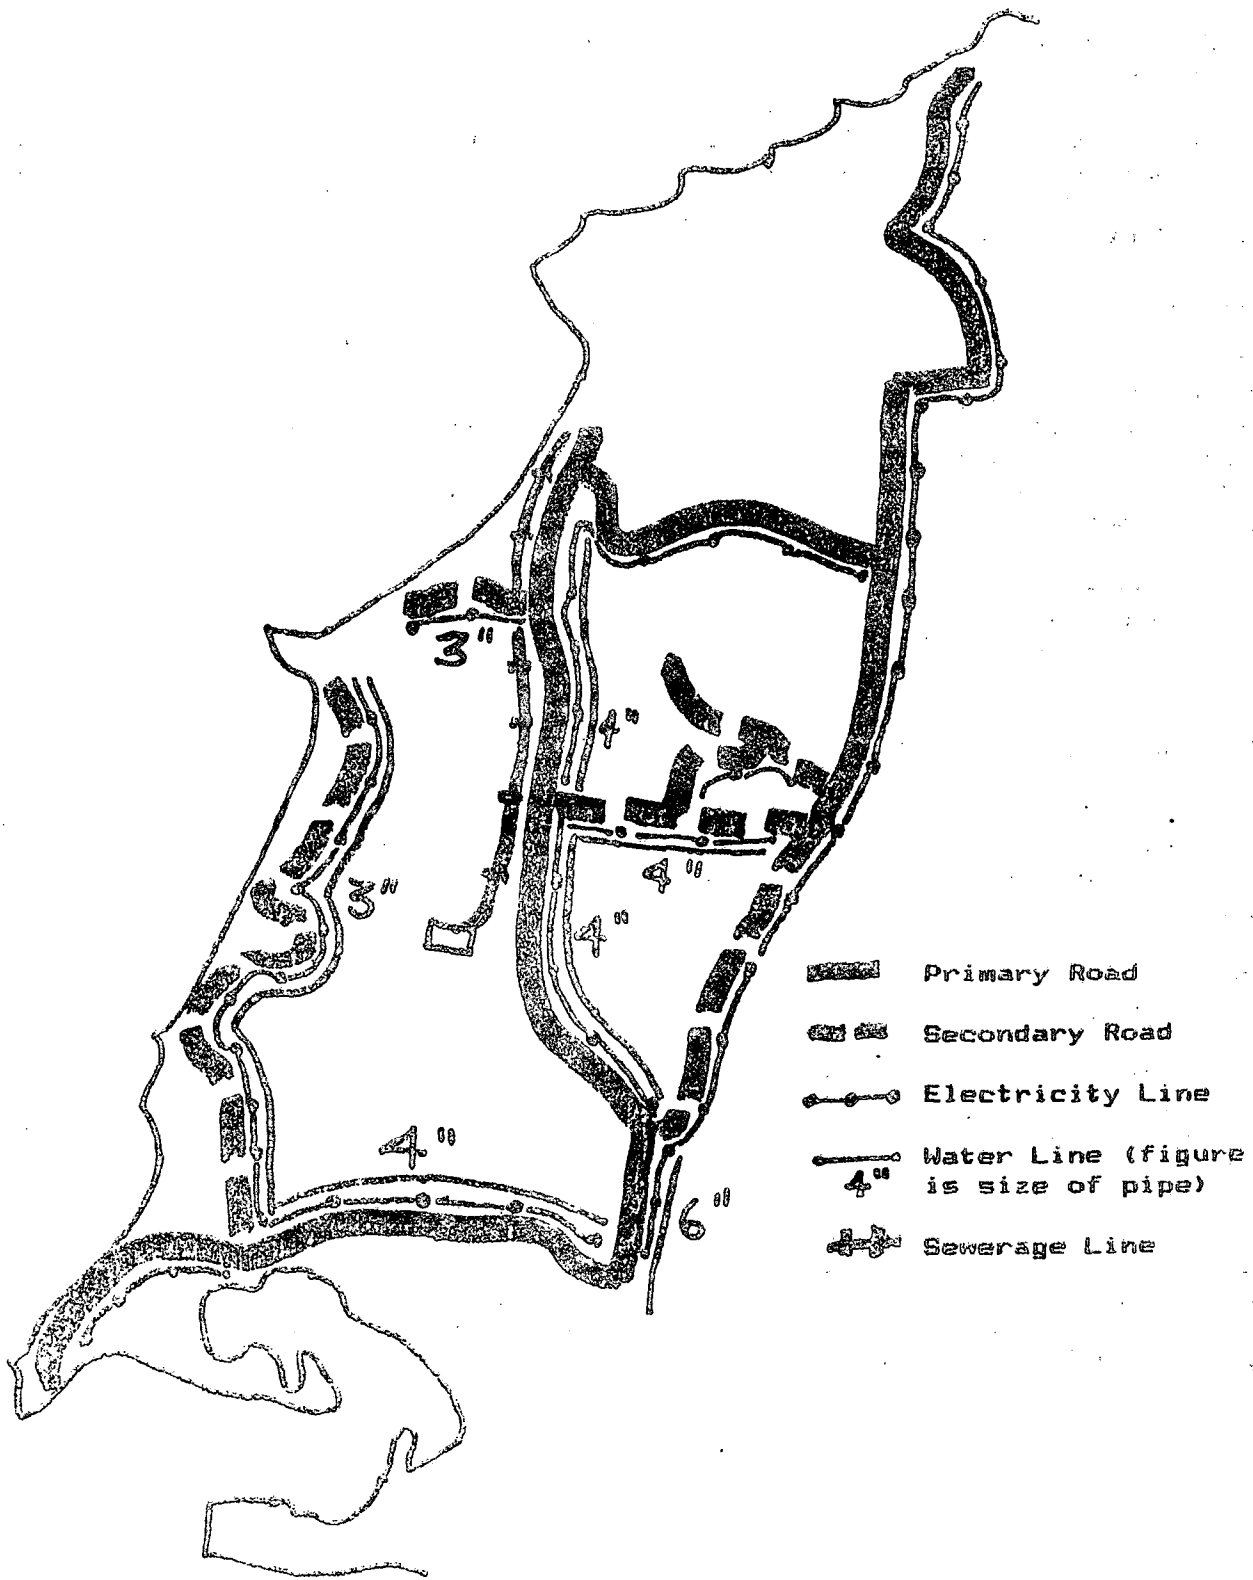 3"
4"
3"
4"
4"
4"
6"
Primary Road
Secondary Road
Electricity Line
Water Line (figure
4" is size of pipe)
Sewerage Line